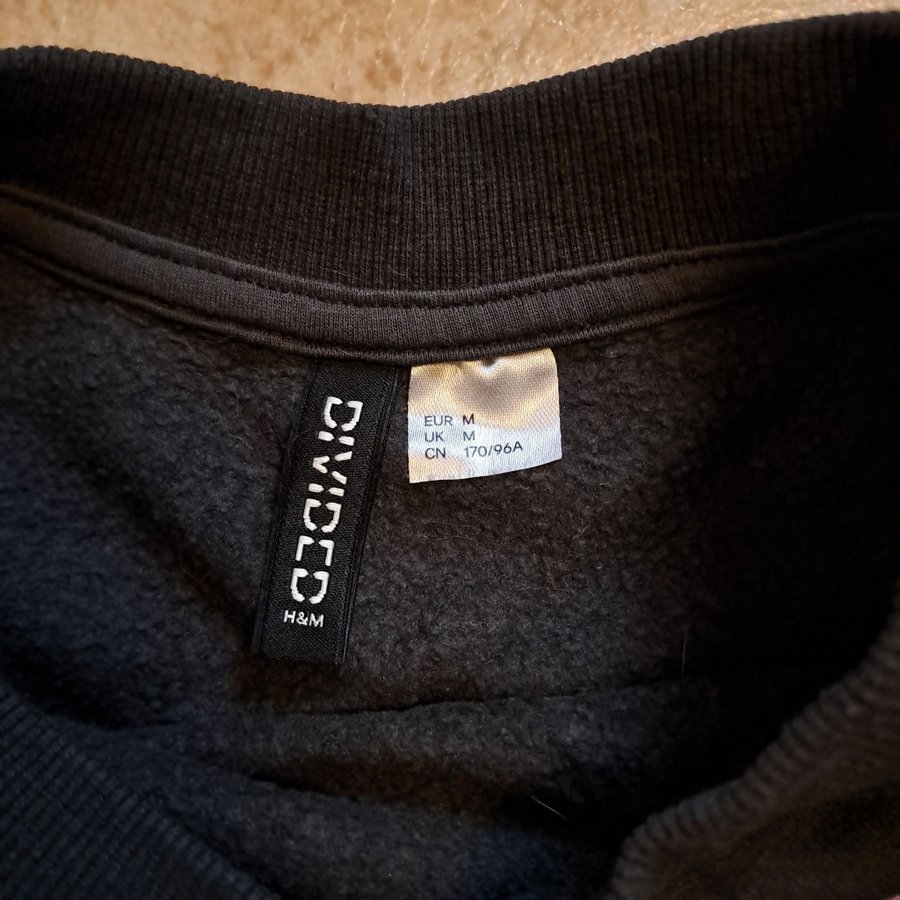 DIVIDED
H&M
EUR M
UK M
CN 170/96A